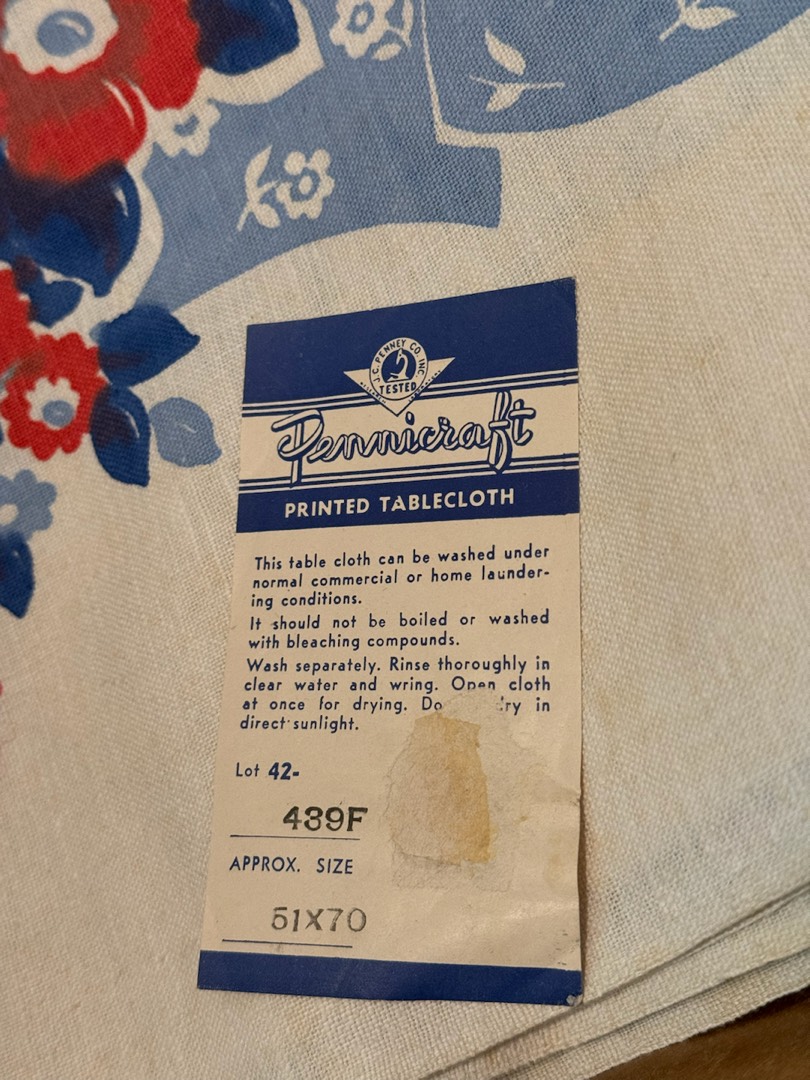 J.C. PENNEY CO. INC.
TESTED
Pennicraft
PRINTED TABLECLOTH
This table cloth can be washed under
normal commercial or home launder-
ing conditions.
It should not be boiled or washed
with bleaching compounds.
Wash separately. Rinse thoroughly in
clear water and wring. Open cloth
at once for drying. Do in
direct sunlight.
Lot 42-
439F
APPROX. SIZE
51X70